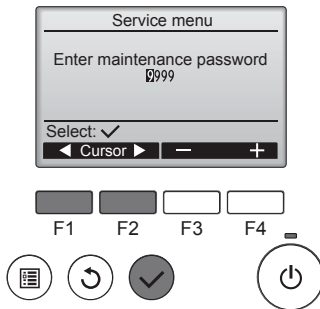 Service menu
Enter maintenance password
9999
Select: ✓
◀ Cursor ▶ − +
F1 F2 F3 F4